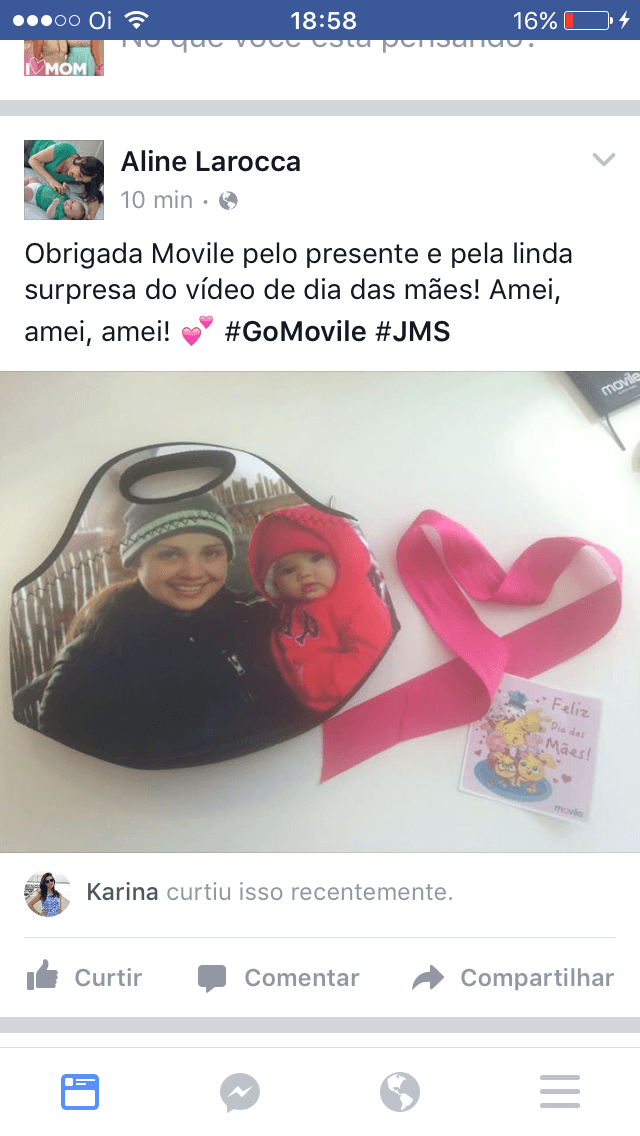 Oi 18:58 16%
I MOM No que você está pensando?
Aline Larocca
10 min ·
Obrigada Movile pelo presente e pela linda
surpresa do vídeo de dia das mães! Amei,
amei, amei! 💕 #GoMovile #JMS
movile
Feliz
Dia das
Mães!
movile
Karina curtiu isso recentemente.
Curtir Comentar Compartilhar